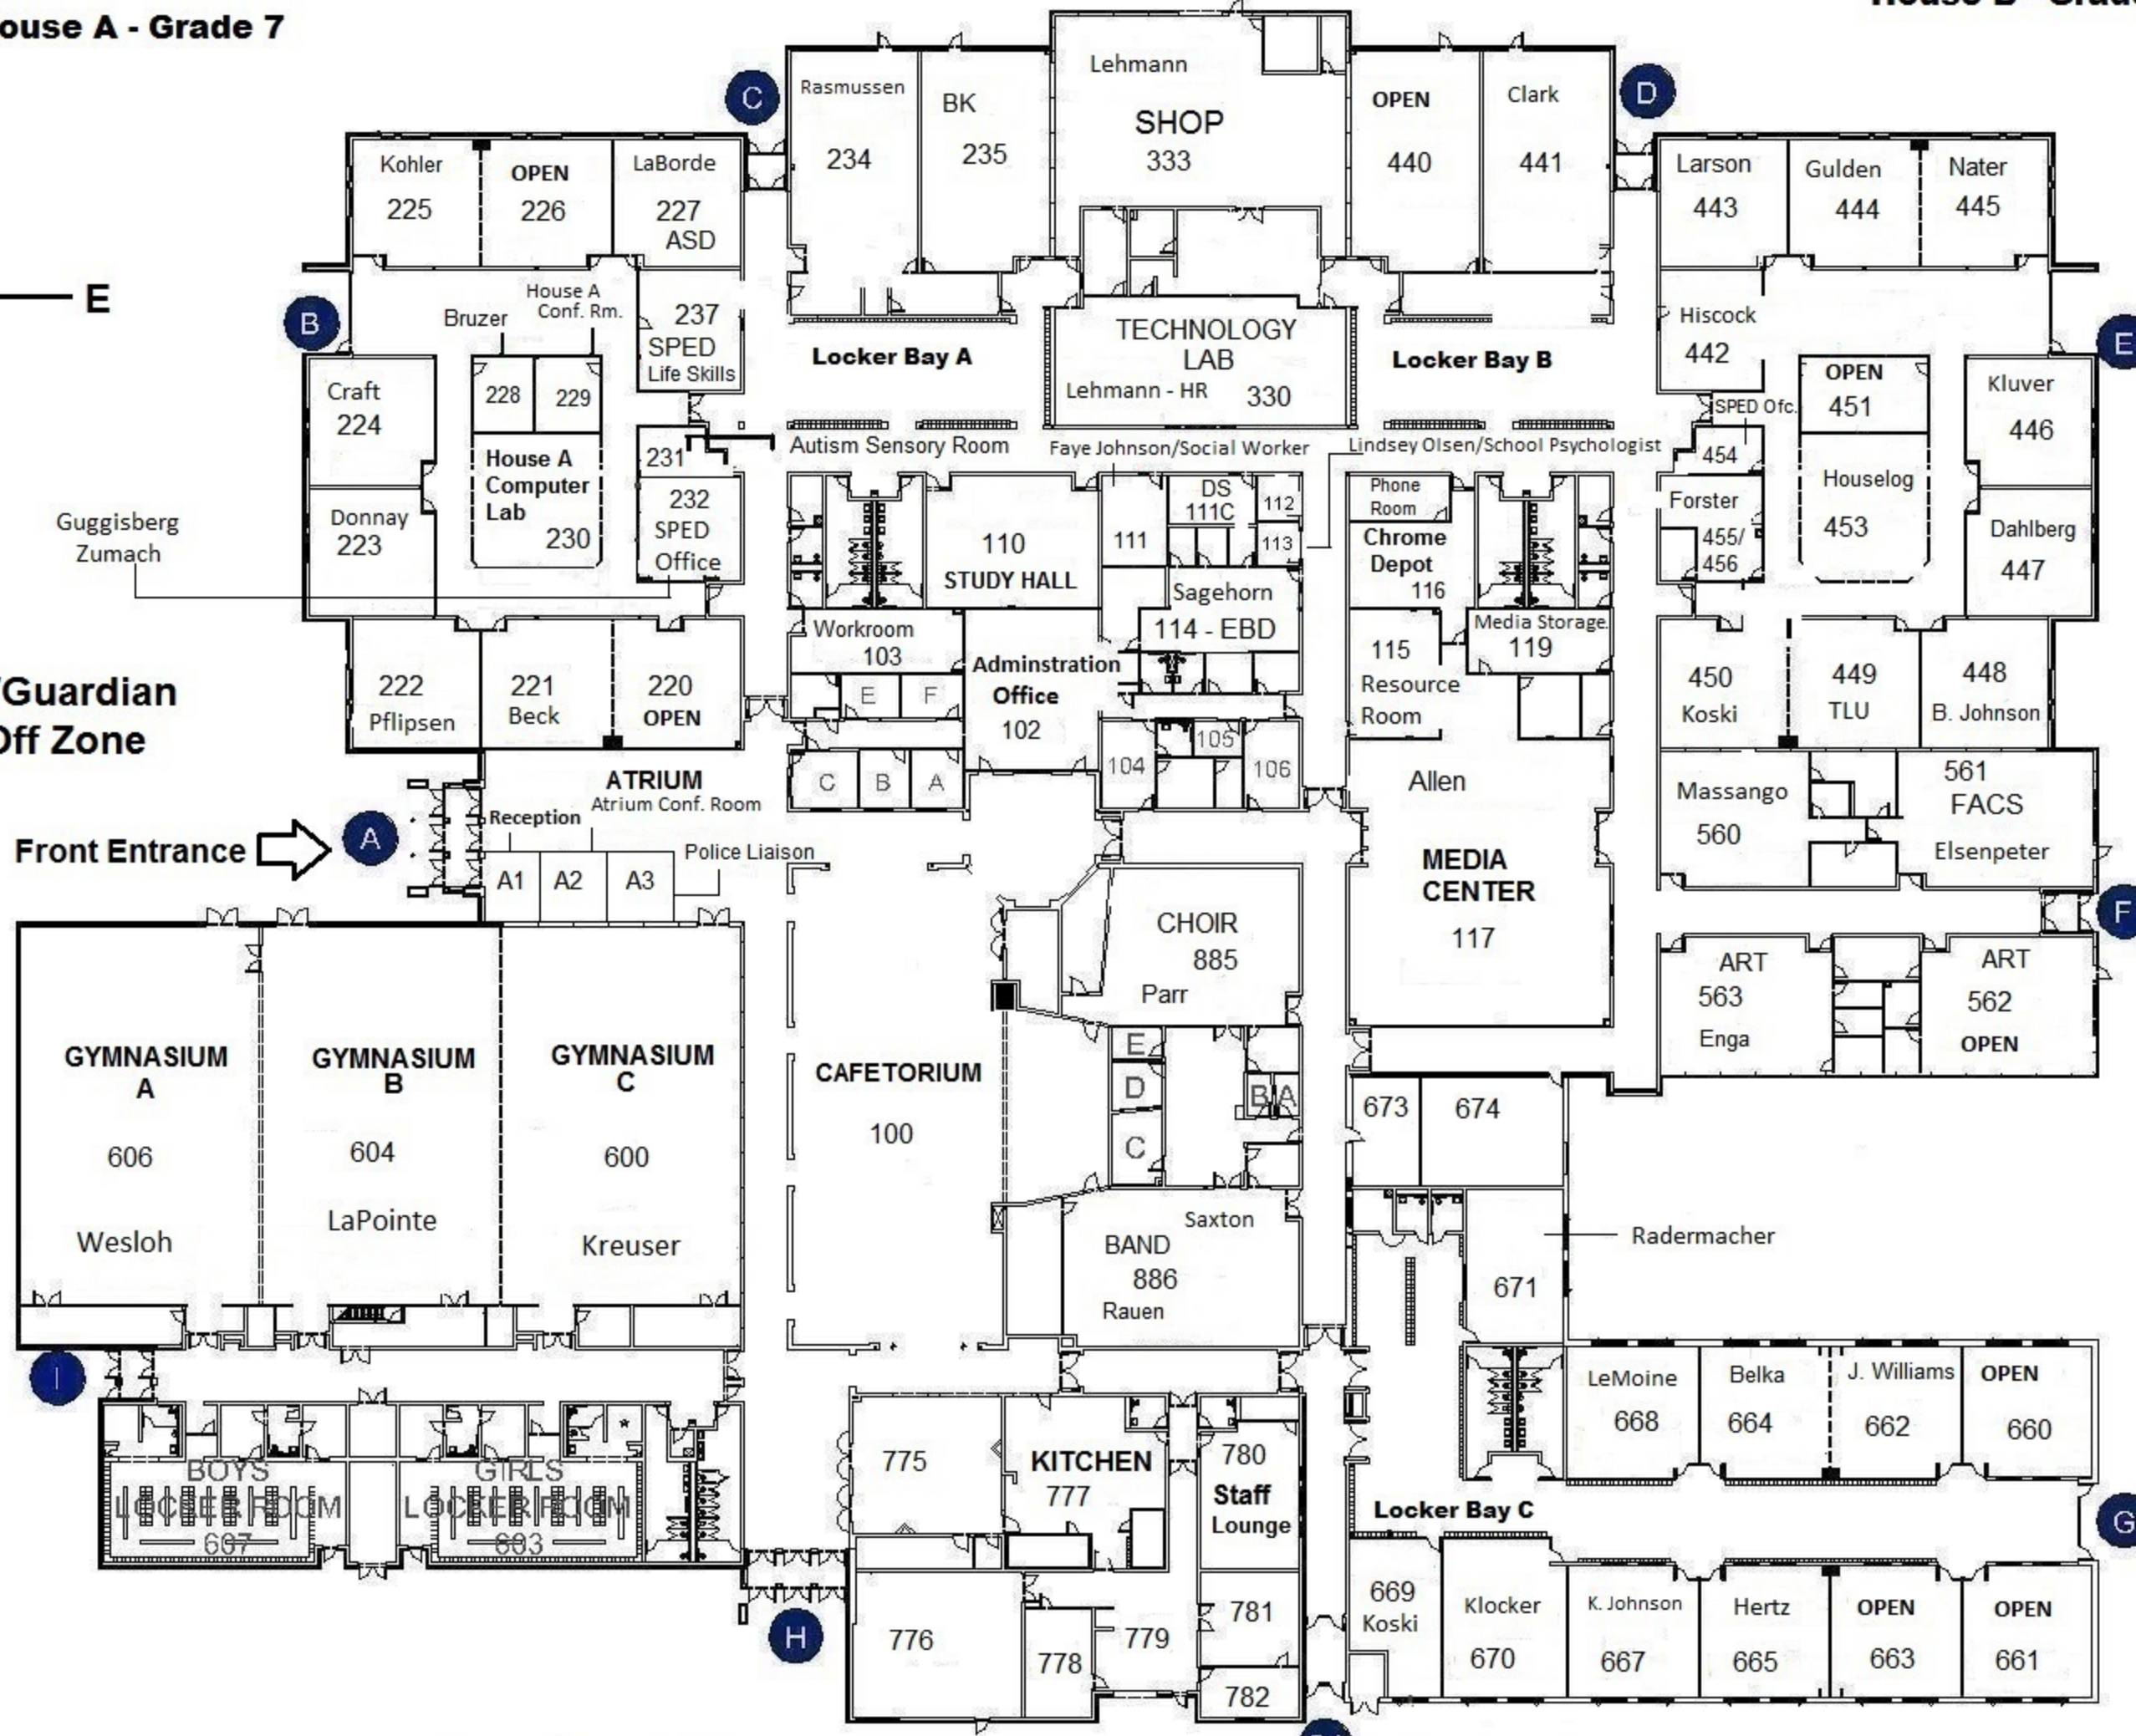 ouse A - Grade 7
C
D
Lehmann
SHOP
333
Rasmussen
234
BK
235
OPEN
440
Clark
441
Kohler
225
OPEN
226
LaBorde
227
ASD
Larson
443
Gulden
444
Nater
445
E
B
Bruzer
House A
Conf. Rm.
237
SPED
Life Skills
Locker Bay A
TECHNOLOGY
LAB
Lehmann - HR 330
Locker Bay B
Hiscock
442
E
Craft
224
228
229
OPEN
451
Kluver
446
SPED Ofc.
454
House A
Computer
Lab
230
231
Autism Sensory Room
Faye Johnson/Social Worker
Lindsey Olsen/School Psychologist
232
SPED
Office
Guggisberg
Zumach
Donnay
223
110
STUDY HALL
111
DS
111C
112
113
Phone
Room
Chrome
Depot
116
Forster
455/
456
Houselog
453
Dahlberg
447
Sagehorn
114 - EBD
Workroom
103
Adminstration
Office
102
E
F
115
Resource
Room
Media Storage
119
/Guardian
Off Zone
222
Pflipsen
221
Beck
220
OPEN
450
Koski
449
TLU
448
B. Johnson
C
B
A
104
105
106
Allen
MEDIA
CENTER
117
ATRIUM
Atrium Conf. Room
Reception
Police Liaison
Front Entrance
A
A1
A2
A3
Massango
560
561
FACS
Elsenpeter
F
CHOIR
885
Parr
ART
563
Enga
ART
562
OPEN
GYMNASIUM
A
606
Wesloh
GYMNASIUM
B
604
LaPointe
GYMNASIUM
C
600
Kreuser
CAFETORIUM
100
E
D
C
B
A
673
674
BAND
886
Saxton
Rauen
671
Radermacher
I
LeMoine
668
Belka
664
J. Williams
662
OPEN
660
BOYS
LOCKER ROOM
607
GIRLS
LOCKER ROOM
603
775
KITCHEN
777
780
Staff
Lounge
Locker Bay C
G
H
776
778
779
781
782
669
Koski
Klocker
670
K. Johnson
667
Hertz
665
OPEN
663
OPEN
661